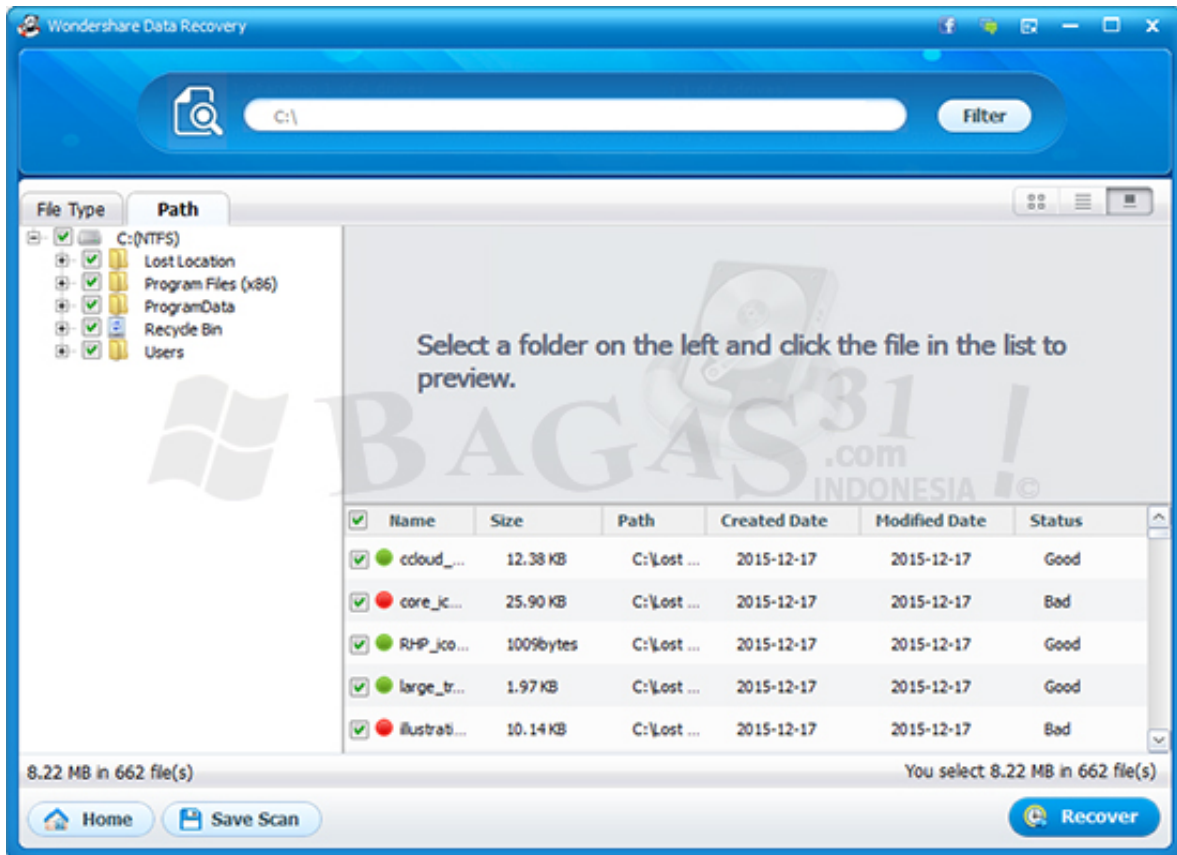 Wondershare Data Recovery
C:\
Filter
File Type
Path
C:(NTFS)
Lost Location
Program Files (x86)
ProgramData
Recycle Bin
Users
Select a folder on the left and click the file in the list to
preview.
BAGAS31
.com
INDONESIA !©
Name Size Path Created Date Modified Date Status
ccloud_... 12.38 KB C:\Lost ... 2015-12-17 2015-12-17 Good
core_ic... 25.90 KB C:\Lost ... 2015-12-17 2015-12-17 Bad
RHP_ico... 1009bytes C:\Lost ... 2015-12-17 2015-12-17 Good
large_tr... 1.97 KB C:\Lost ... 2015-12-17 2015-12-17 Good
illustrati... 10.14 KB C:\Lost ... 2015-12-17 2015-12-17 Bad
8.22 MB in 662 file(s)
You select 8.22 MB in 662 file(s)
Home
Save Scan
Recover